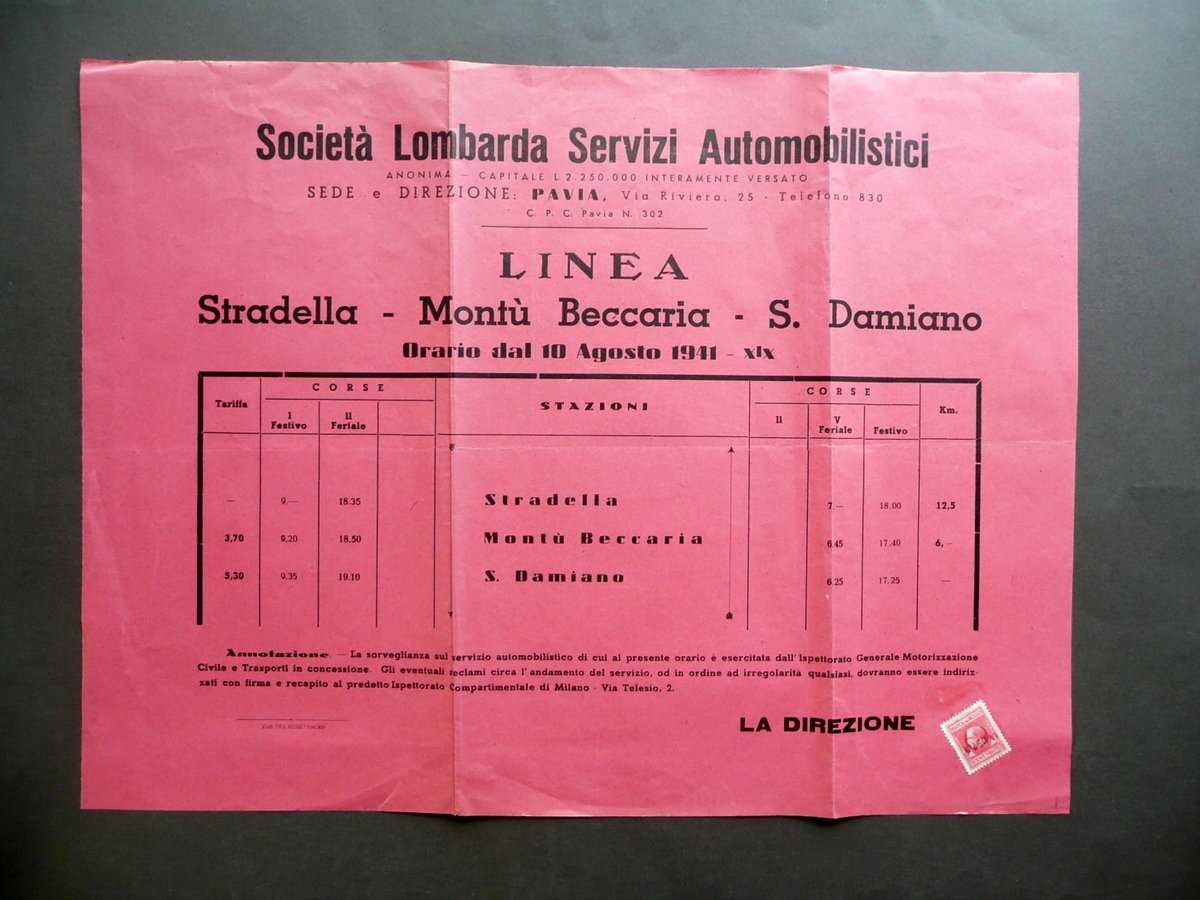 Società Lombarda Servizi Automobilistici
ANONIMA — CAPITALE L. 2.250.000 INTERAMENTE VERSATO
SEDE e DIREZIONE: PAVIA, Via Riviera, 25 - Telefono 830
C. P. C. Pavia N. 302
LINEA
Stradella - Montù Beccaria - S. Damiano
Orario dal 10 Agosto 1941 - XIX
Tariffa CORSE STAZIONI CORSE Km.
I Festivo II Feriale II V Feriale Festivo
— 9.— 18.35 Stradella 7.— 18.00 12,5
3,70 9.20 18.50 Montù Beccaria 6.45 17.40 6,—
5,30 9.35 19.10 S. Damiano 6.25 17.25 —
Annotazione. — La sorveglianza sul servizio automobilistico di cui al presente orario è esercitata dall'Ispettorato Generale Motorizzazione
Civile e Trasporti in concessione. Gli eventuali reclami circa l'andamento del servizio, od in ordine ad irregolarità qualsiasi, dovranno essere indiriz-
zati con firma e recapito al predetto Ispettorato Compartimentale di Milano - Via Telesio, 2.
LA DIREZIONE